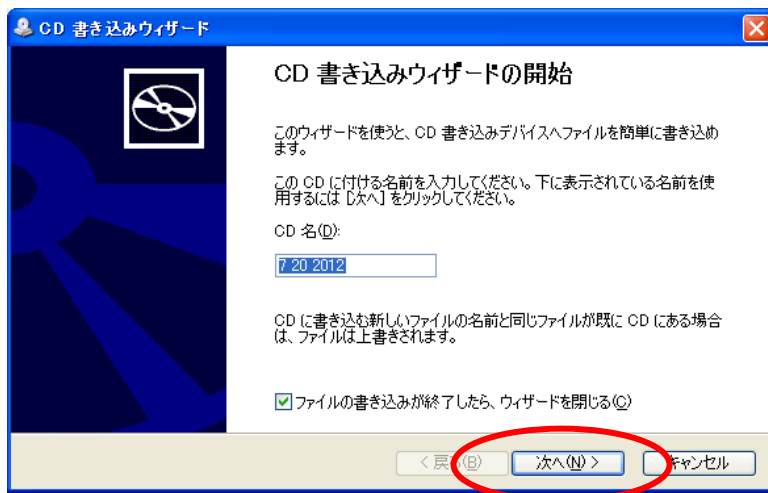 CD 書き込みウィザード
CD 書き込みウィザードの開始
このウィザードを使うと、CD 書き込みデバイスへファイルを簡単に書き込め
ます。
この CD に付ける名前を入力してください。下に表示されている名前を使
用するには [次へ] をクリックしてください。
CD 名(D):
7 20 2012
CD に書き込む新しいファイルの名前と同じファイルが既に CD にある場合
は、ファイルは上書きされます。
ファイルの書き込みが終了したら、ウィザードを閉じる(C)
< 戻る(B) 次へ(N) > キャンセル